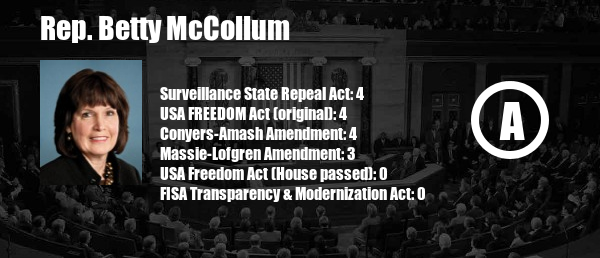 Rep. Betty McCollum
Surveillance State Repeal Act: 4
USA FREEDOM Act (original): 4
Conyers-Amash Amendment: 4
Massie-Lofgren Amendment: 3
USA Freedom Act (House passed): 0
FISA Transparency & Modernization Act: 0
A